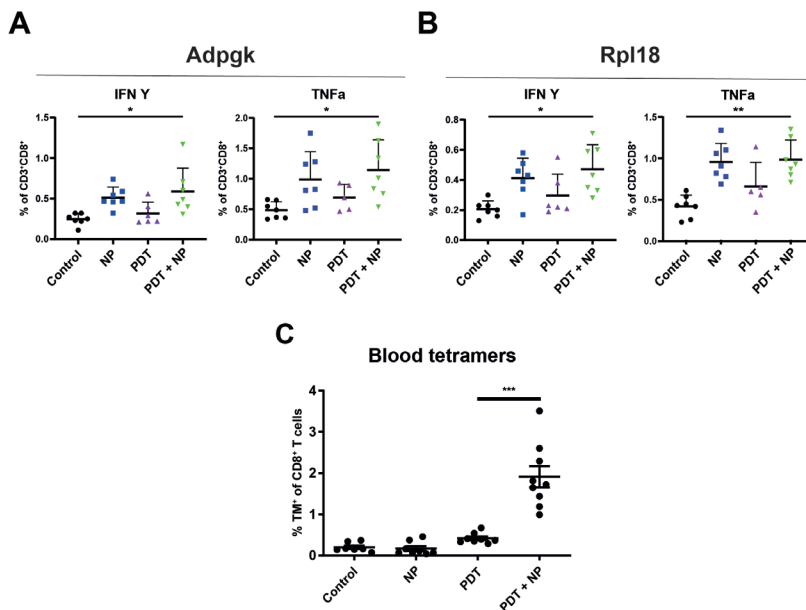 A
Adpgk
IFN Y
*
% of CD3⁺CD8⁺
1.5
1.0
0.5
0.0
Control
NP
PDT
PDT + NP
TNFa
*
% of CD3⁺CD8⁺
2.0
1.5
1.0
0.5
0.0
Control
NP
PDT
PDT + NP
B
Rpl18
IFN Y
*
% of CD3⁺CD8⁺
0.8
0.6
0.4
0.2
0.0
Control
NP
PDT
PDT + NP
TNFa
**
% of CD3⁺CD8⁺
1.5
1.0
0.5
0.0
Control
NP
PDT
PDT + NP
C
Blood tetramers
***
% TM⁺ of CD8⁺ T cells
4
3
2
1
0
Control
NP
PDT
PDT + NP